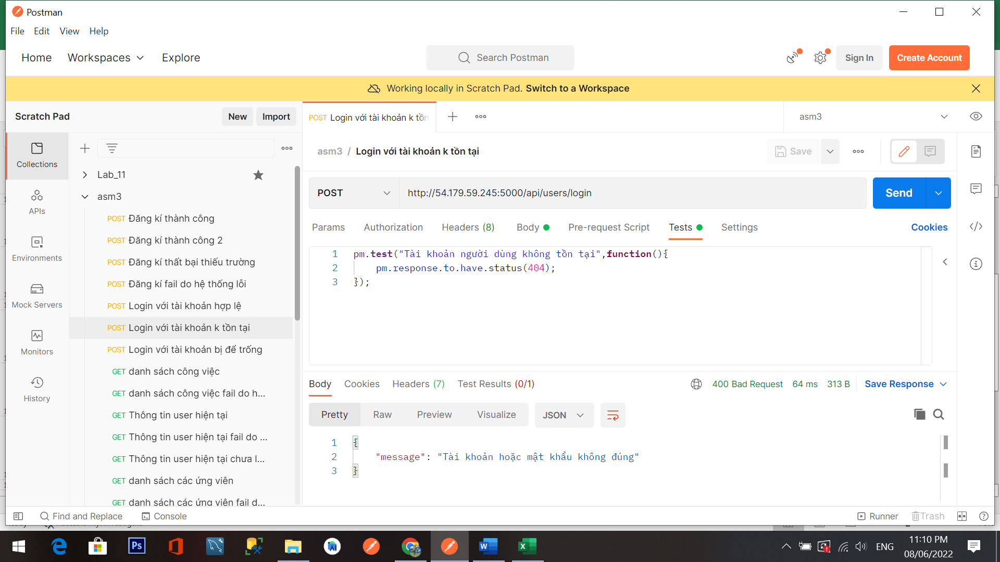 Postman
File Edit View Help
Home Workspaces Explore
Search Postman
Sign In
Create Account
Working locally in Scratch Pad. Switch to a Workspace
Scratch Pad
New
Import
POST Login với tài khoản k tồn
asm3
Collections
APIs
Environments
Mock Servers
Monitors
History
Lab_11
asm3
POST Đăng kí thành công
POST Đăng kí thành công 2
POST Đăng kí thất bại thiếu trường
POST Đăng kí fail do hệ thống lỗi
POST Login với tài khoản hợp lệ
POST Login với tài khoản k tồn tại
POST Login với tài khoản bị để trống
GET danh sách công việc
GET danh sách công việc fail do h...
GET Thông tin user hiện tại
GET Thông tin user hiện tại fail do ...
GET Thông tin user hiện tại chưa l...
GET danh sách các ứng viên
GET danh sách các ứng viên fail d...
asm3 / Login với tài khoản k tồn tại
Save
POST http://54.179.59.245:5000/api/users/login
Send
Params Authorization Headers (8) Body Pre-request Script Tests Settings
Cookies
1 pm.test("Tài khoản người dùng không tồn tại",function(){
2 pm.response.to.have.status(404);
3 });
Body Cookies Headers (7) Test Results (0/1)
400 Bad Request 64 ms 313 B Save Response
Pretty Raw Preview Visualize JSON
1 {
2 "message": "Tài khoản hoặc mật khẩu không đúng"
3 }
Find and Replace Console
Runner Trash
Ps
ENG
11:10 PM
08/06/2022